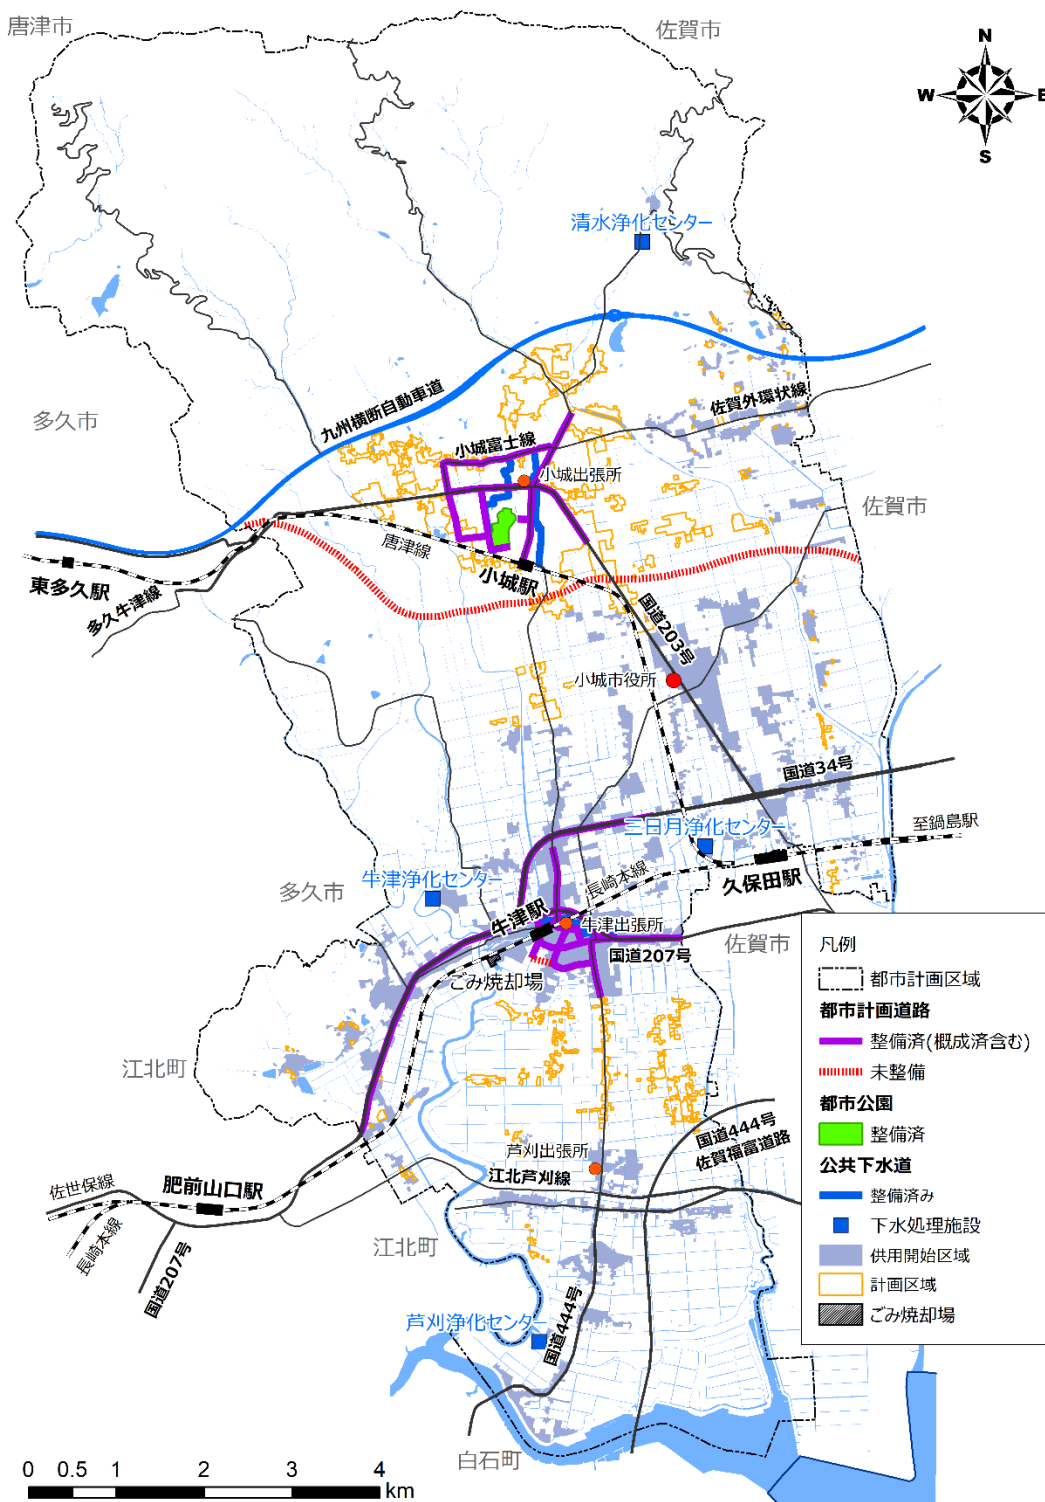 唐津市
佐賀市
N
W
E
S
清水浄化センター
九州横断自動車道
多久市
佐賀外環状線
小城富士線
小城出張所
佐賀市
唐津線
小城駅
東多久駅
多久牛津線
国道203号
小城市役所
国道34号
三日月浄化センター
至鍋島駅
久保田駅
長崎本線
多久市
牛津浄化センター
牛津駅
牛津出張所
佐賀市
国道207号
ごみ焼却場
江北町
国道444号
佐賀福富道路
芦刈出張所
江北芦刈線
佐世保線
肥前山口駅
長崎本線
国道207号
江北町
芦刈浄化センター
国道444号
白石町
凡例
都市計画区域
都市計画道路
整備済(概成済含む)
未整備
都市公園
整備済
公共下水道
整備済み
下水処理施設
供用開始区域
計画区域
ごみ焼却場
0 0.5 1 2 3 4
km